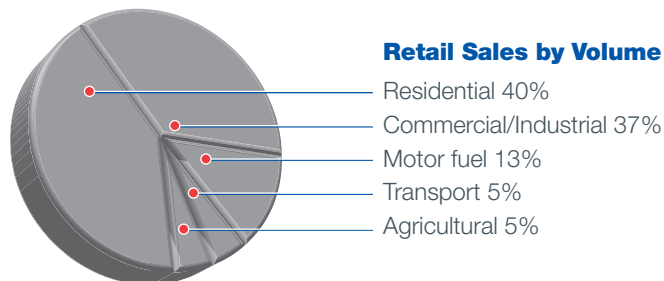 Retail Sales by Volume
Residential 40%
Commercial/Industrial 37%
Motor fuel 13%
Transport 5%
Agricultural 5%